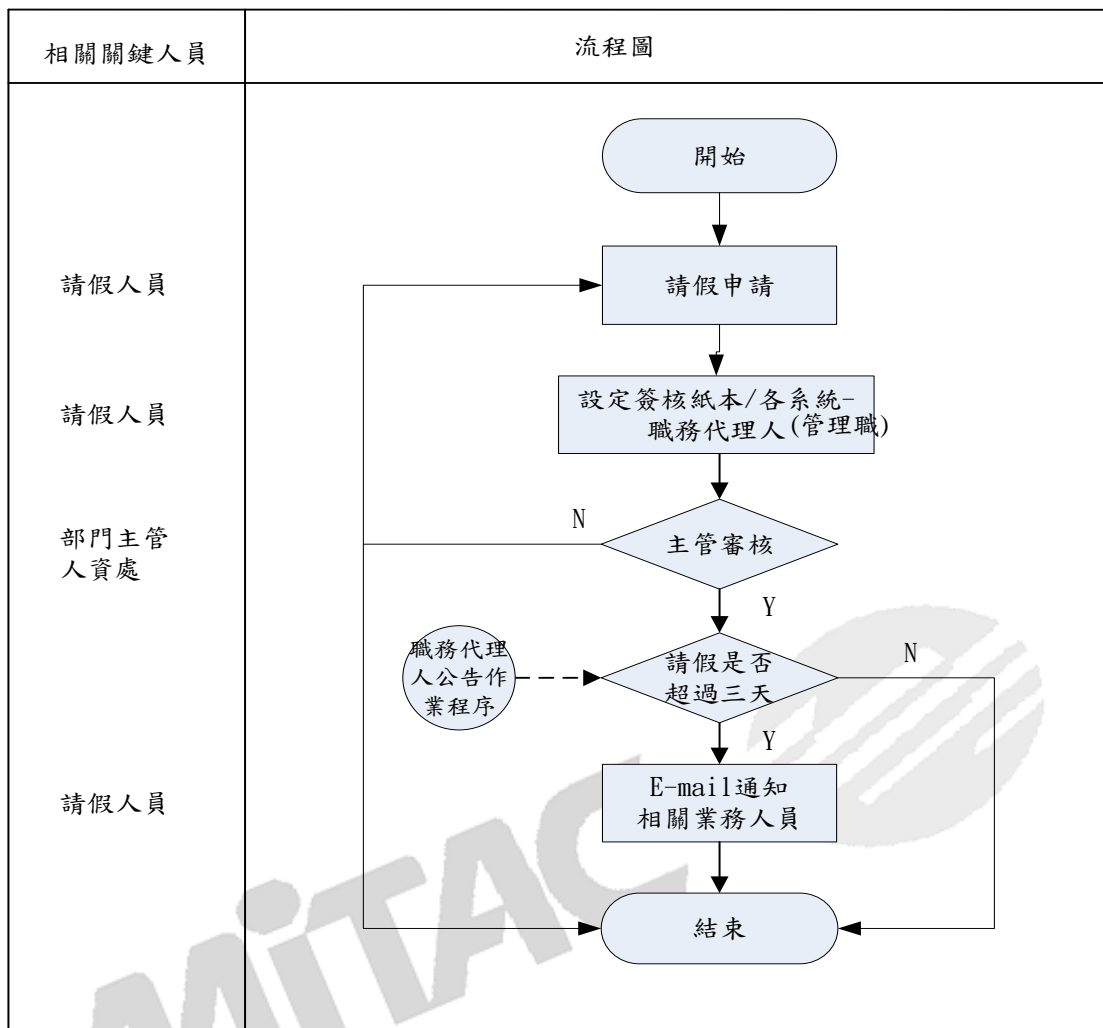 相關關鍵人員
流程圖
開始
請假人員
請假申請
請假人員
設定簽核紙本/各系統-
職務代理人(管理職)
部門主管
人資處
N
主管審核
Y
職務代理
人公告作
業程序
請假是否
超過三天
N
Y
請假人員
E-mail通知
相關業務人員
結束
MiTAC